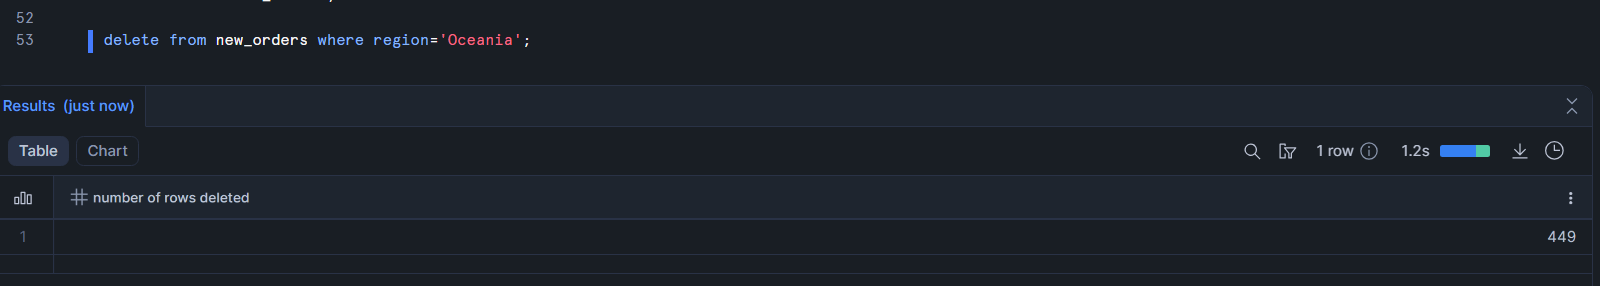 52
53 delete from new_orders where region='Oceania';
Results (just now)
Table Chart 1 row 1.2s
number of rows deleted
1 449